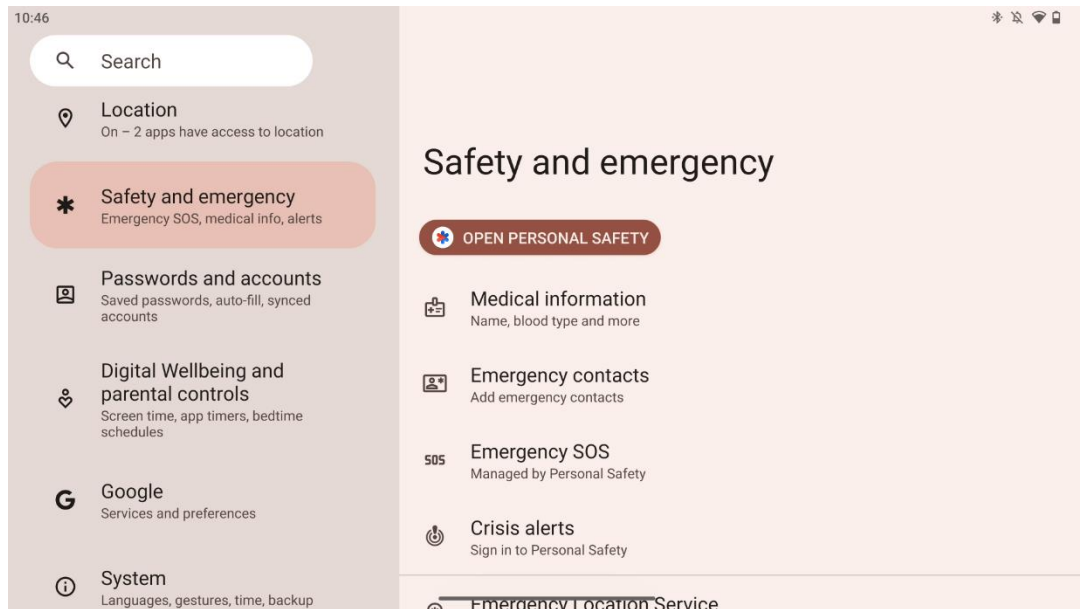 10:46
Search
Location
On – 2 apps have access to location
Safety and emergency
Emergency SOS, medical info, alerts
Passwords and accounts
Saved passwords, auto-fill, synced
accounts
Digital Wellbeing and
parental controls
Screen time, app timers, bedtime
schedules
G
Google
Services and preferences
System
Languages, gestures, time, backup
Safety and emergency
OPEN PERSONAL SAFETY
Medical information
Name, blood type and more
Emergency contacts
Add emergency contacts
SOS
Emergency SOS
Managed by Personal Safety
Crisis alerts
Sign in to Personal Safety
Emergency Location Service